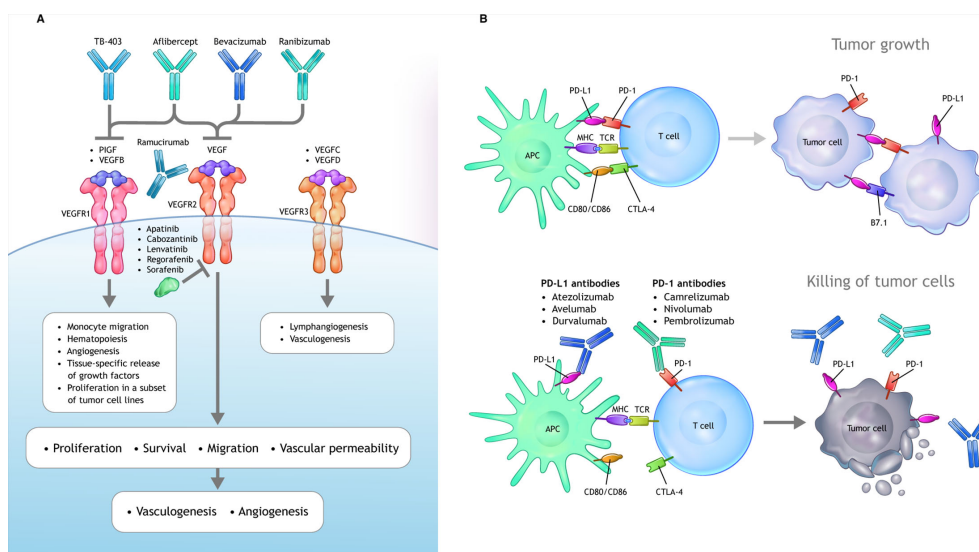 A
TB-403
Aflibercept
Bevacizumab
Ranibizumab
• PlGF
• VEGFB
Ramucirumab
VEGF
• VEGFC
• VEGFD
VEGFR1
VEGFR2
VEGFR3
• Apatinib
• Cabozantinib
• Lenvatinib
• Regorafenib
• Sorafenib
• Monocyte migration
• Hematopoiesis
• Angiogenesis
• Tissue-specific release
of growth factors
• Proliferation in a subset
of tumor cell lines
• Lymphangiogenesis
• Vasculogenesis
• Proliferation • Survival • Migration • Vascular permeability
• Vasculogenesis • Angiogenesis
B
Tumor growth
PD-L1
PD-1
MHC
TCR
APC
T cell
CD80/CD86
CTLA-4
PD-1
PD-L1
Tumor cell
B7.1
Killing of tumor cells
PD-L1 antibodies
• Atezolizumab
• Avelumab
• Durvalumab
PD-1 antibodies
• Camrelizumab
• Nivolumab
• Pembrolizumab
PD-L1
PD-1
MHC
TCR
APC
T cell
CD80/CD86
CTLA-4
PD-L1
PD-1
Tumor cell